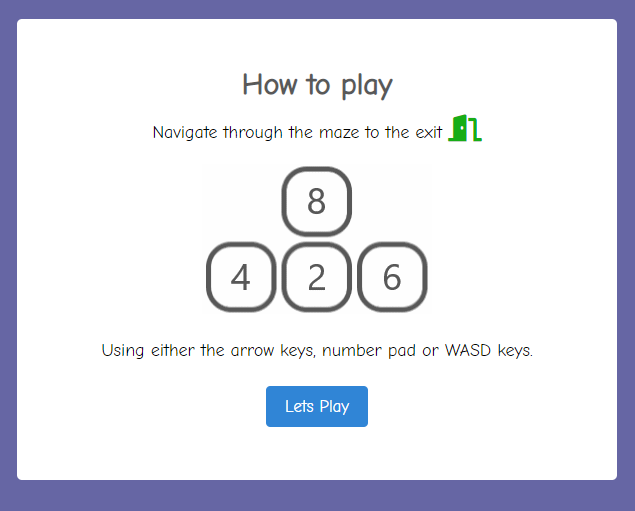 How to play
Navigate through the maze to the exit
8
4 2 6
Using either the arrow keys, number pad or WASD keys.
Lets Play